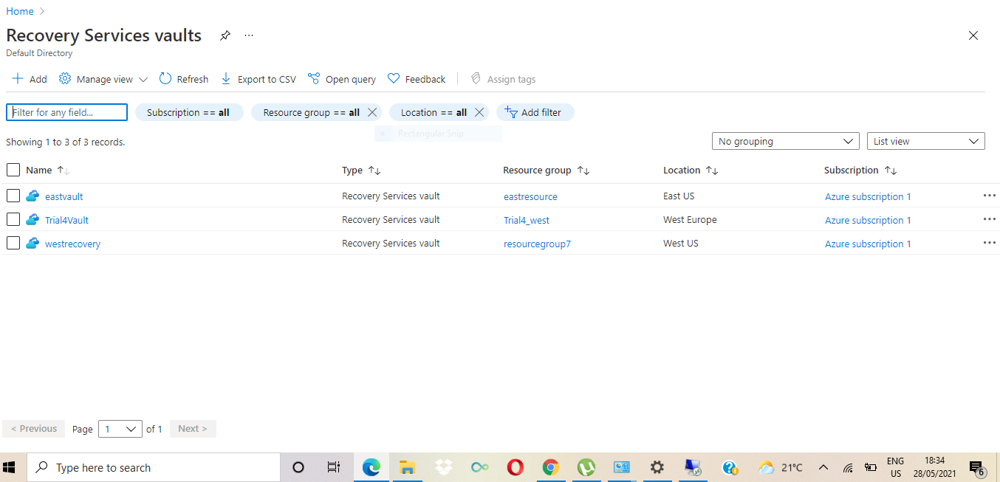 Home
Recovery Services vaults
Default Directory
Add Manage view Refresh Export to CSV Open query Feedback Assign tags
Filter for any field... Subscription == all Resource group == all Location == all Add filter
Rectangular Snip
Showing 1 to 3 of 3 records. No grouping List view
Name Type Resource group Location Subscription
eastvault Recovery Services vault eastresource East US Azure subscription 1
Trial4Vault Recovery Services vault Trial4_west West Europe Azure subscription 1
westrecovery Recovery Services vault resourcegroup7 West US Azure subscription 1
< Previous Page 1 of 1 Next >
Type here to search 21°C ENG 18:34
US 28/05/2021 6